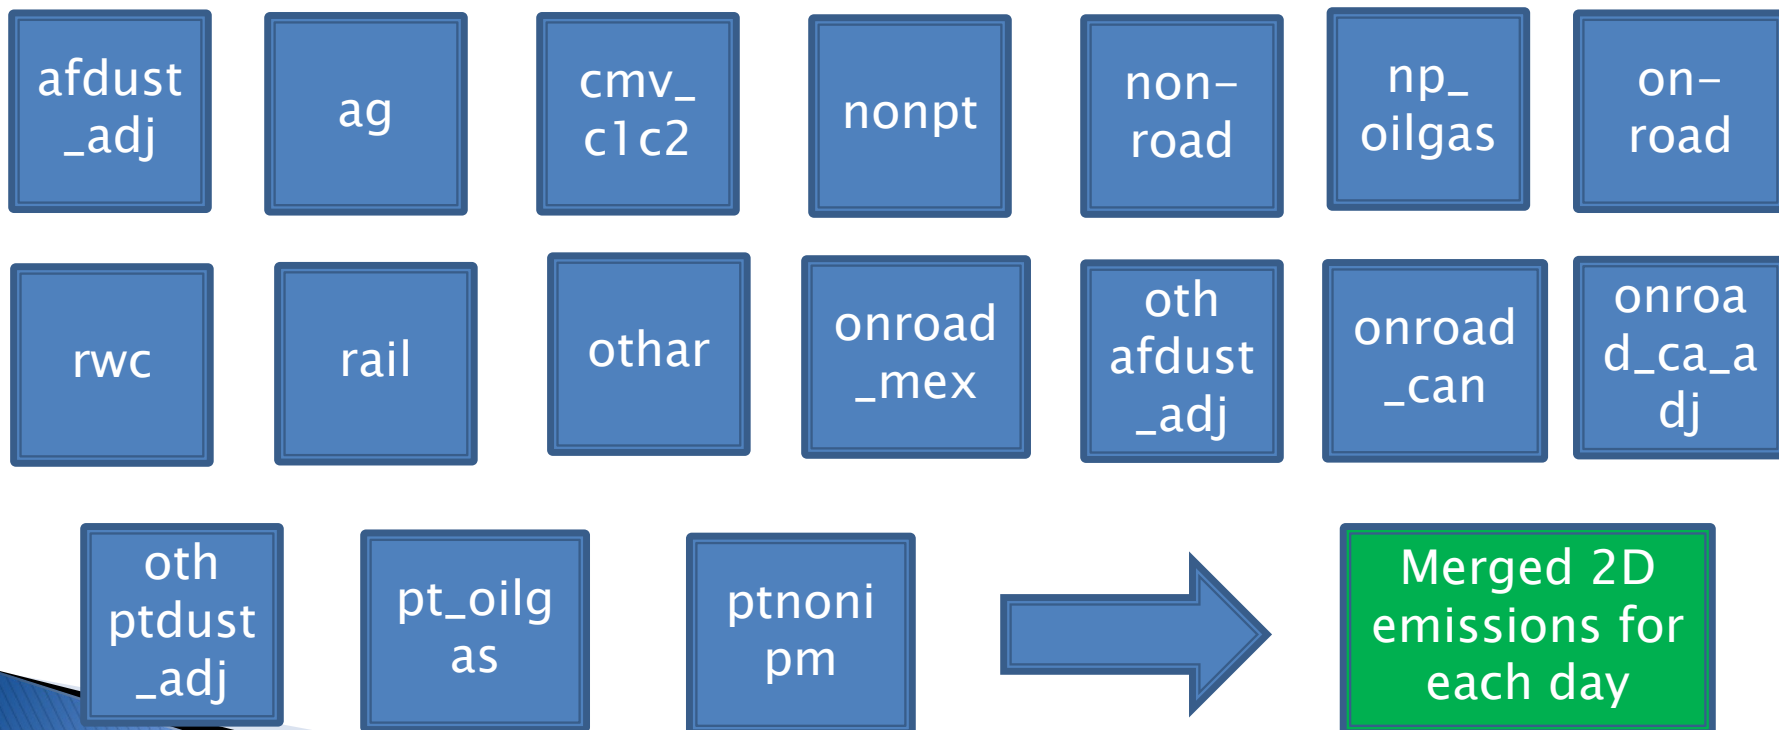 afdust
_adj
ag
cmv_
c1c2
nonpt
non-
road
np_
oilgas
on-
road
rwc
rail
othar
onroad
_mex
oth
afdust
_adj
onroad
_can
onroa
d_ca_a
dj
oth
ptdust
_adj
pt_oilg
as
ptnoni
pm
Merged 2D
emissions for
each day